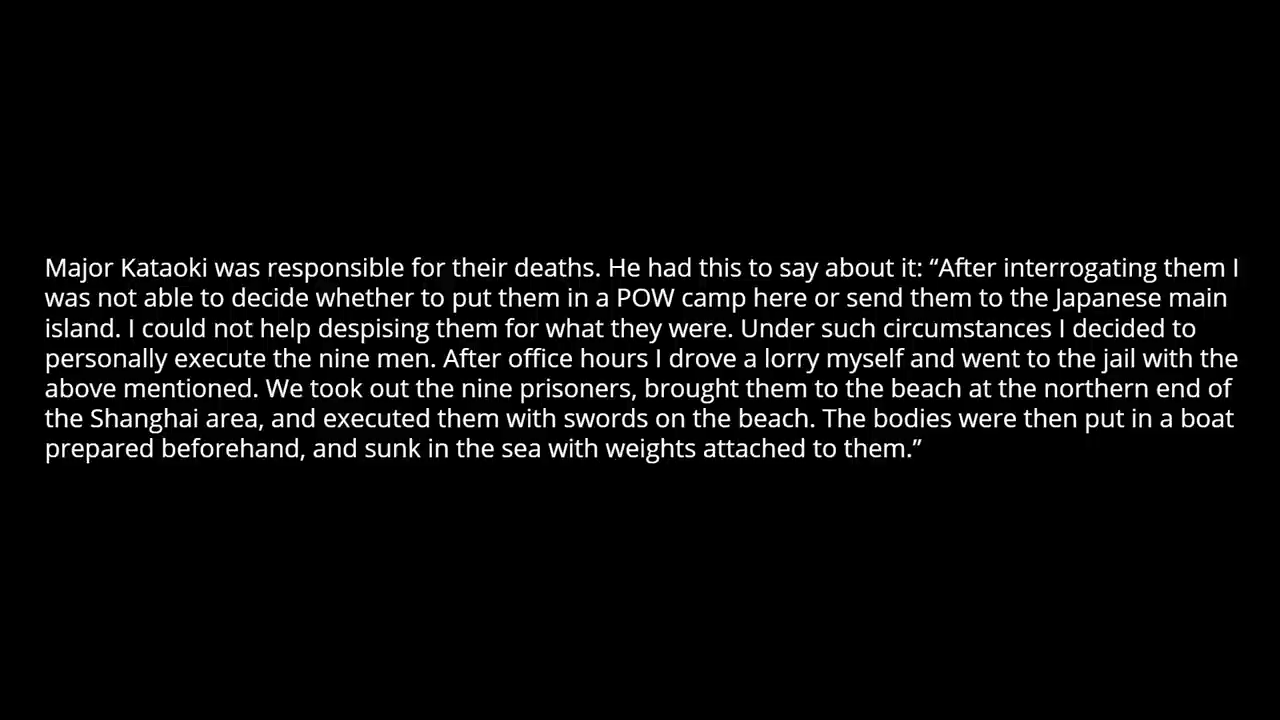 Major Kataoki was responsible for their deaths. He had this to say about it: “After interrogating them I
was not able to decide whether to put them in a POW camp here or send them to the Japanese main
island. I could not help despising them for what they were. Under such circumstances I decided to
personally execute the nine men. After office hours I drove a lorry myself and went to the jail with the
above mentioned. We took out the nine prisoners, brought them to the beach at the northern end of
the Shanghai area, and executed them with swords on the beach. The bodies were then put in a boat
prepared beforehand, and sunk in the sea with weights attached to them.”